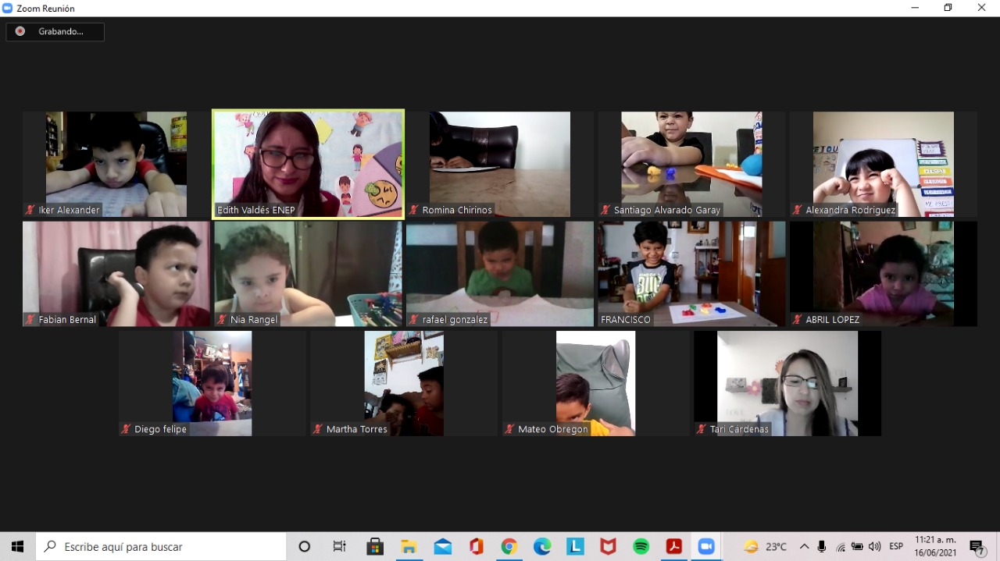 Zoom Reunión
Grabando...
Iker Alexander
Edith Valdés ENEP
Romina Chirinos
Santiago Alvarado Garay
Alexandra Rodriguez
Fabian Bernal
Nia Rangel
rafael gonzalez
FRANCISCO
ABRIL LOPEZ
Diego felipe
Martha Torres
Mateo Obregon
Tari Cárdenas
Escribe aquí para buscar
L
23°C
ESP
11:21 a. m.
16/06/2021
7